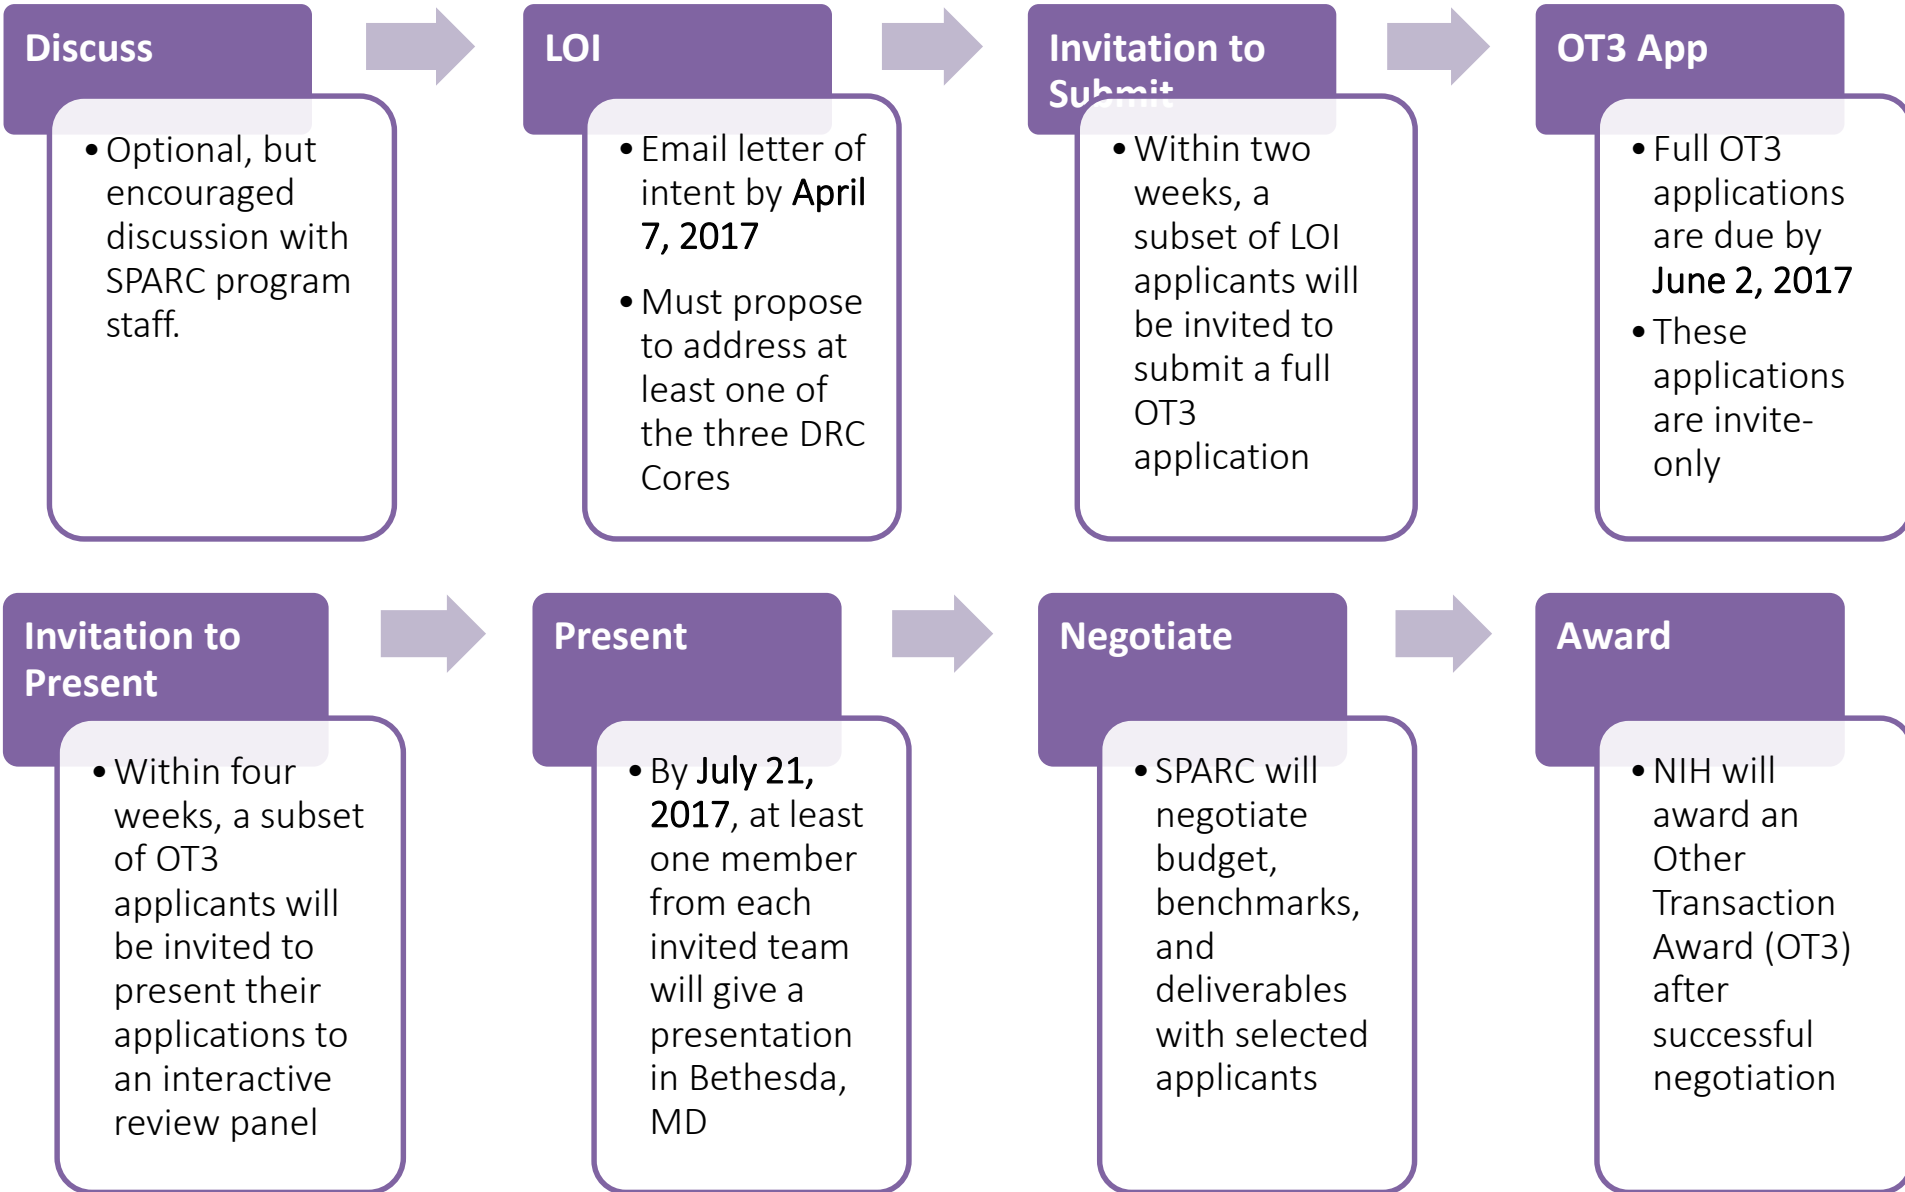 Discuss
• Optional, but
encouraged
discussion with
SPARC program
staff.
LOI
• Email letter of
intent by April
7, 2017
• Must propose
to address at
least one of
the three DRC
Cores
Invitation to
Submit
• Within two
weeks, a
subset of LOI
applicants will
be invited to
submit a full
OT3
application
OT3 App
• Full OT3
applications
are due by
June 2, 2017
• These
applications
are invite-
only
Invitation to
Present
• Within four
weeks, a subset
of OT3
applicants will
be invited to
present their
applications to
an interactive
review panel
Present
• By July 21,
2017, at least
one member
from each
invited team
will give a
presentation
in Bethesda,
MD
Negotiate
• SPARC will
negotiate
budget,
benchmarks,
and
deliverables
with selected
applicants
Award
• NIH will
award an
Other
Transaction
Award (OT3)
after
successful
negotiation